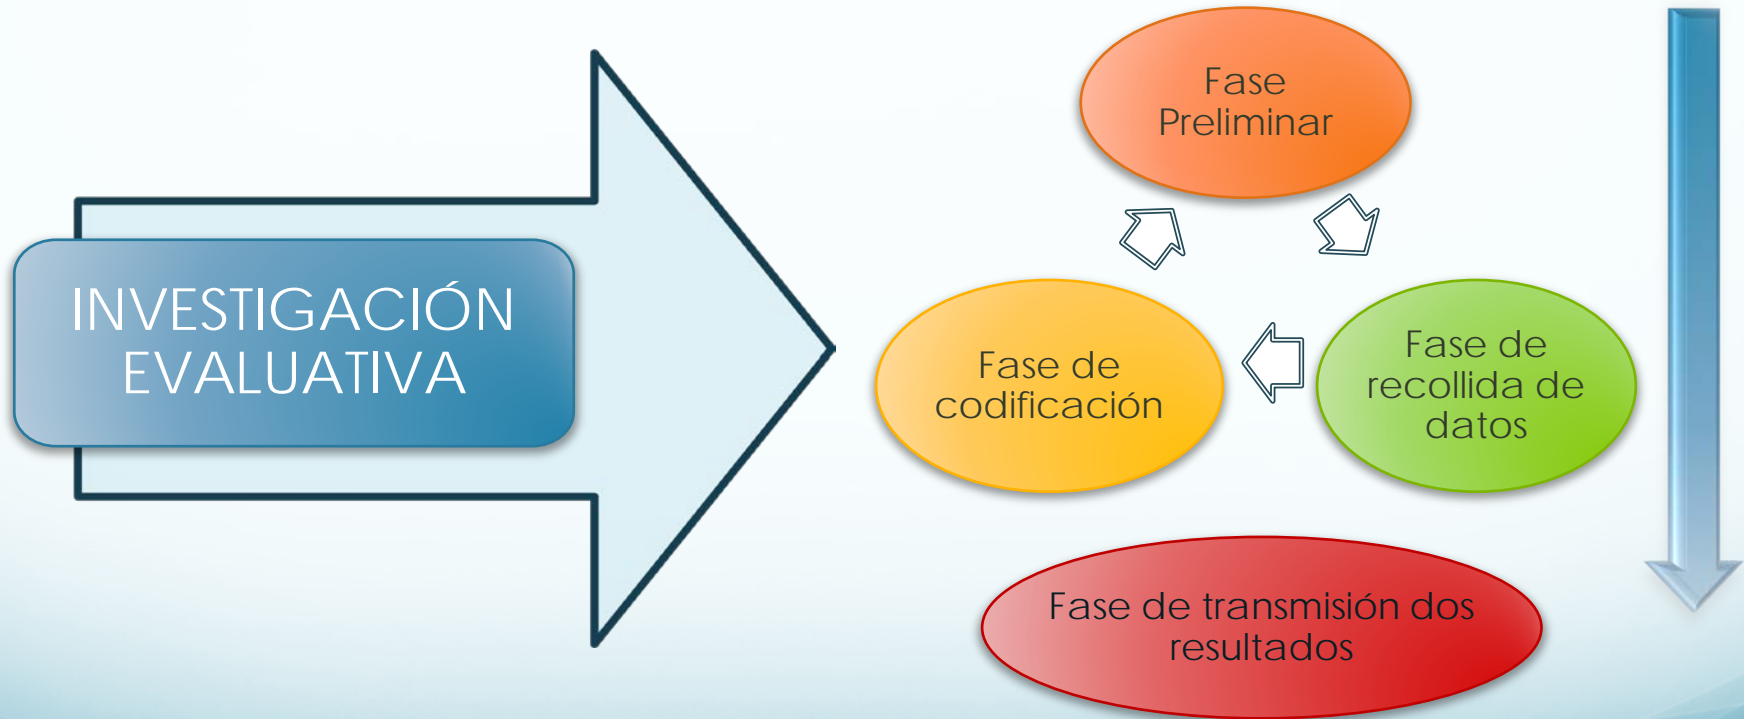 INVESTIGACIÓN
EVALUATIVA
Fase
Preliminar
Fase de
recollida de
datos
Fase de
codificación
Fase de transmisión dos
resultados